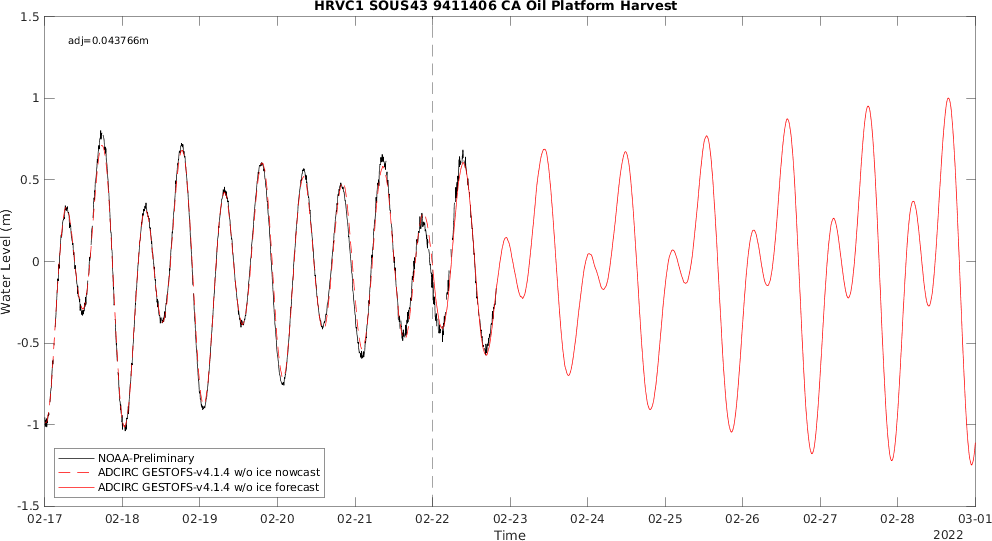 HRVC1 SOUS43 9411406 CA Oil Platform Harvest
adj=0.043766m
1.5
1
0.5
0
-0.5
-1
-1.5
Water Level (m)
NOAA-Preliminary
ADCIRC GESTOFS-v4.1.4 w/o ice nowcast
ADCIRC GESTOFS-v4.1.4 w/o ice forecast
02-17 02-18 02-19 02-20 02-21 02-22 02-23 02-24 02-25 02-26 02-27 02-28 03-01
Time
2022